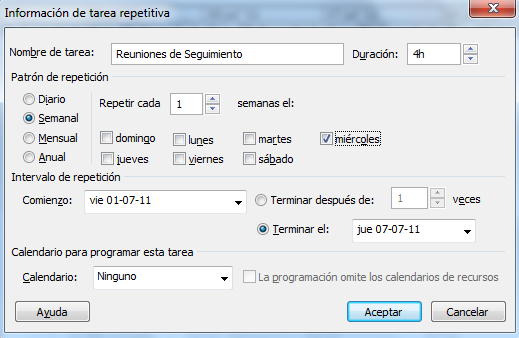 Información de tarea repetitiva
Nombre de tarea: Reuniones de Seguimiento Duración: 4h
Patrón de repetición
Diario Repetir cada 1 semanas el:
Semanal
Mensual domingo lunes martes miércoles
Anual jueves viernes sábado
Intervalo de repetición
Comienzo: vie 01-07-11 Terminar después de: 1 veces
Terminar el: jue 07-07-11
Calendario para programar esta tarea
Calendario: Ninguno La programación omite los calendarios de recursos
Ayuda Aceptar Cancelar